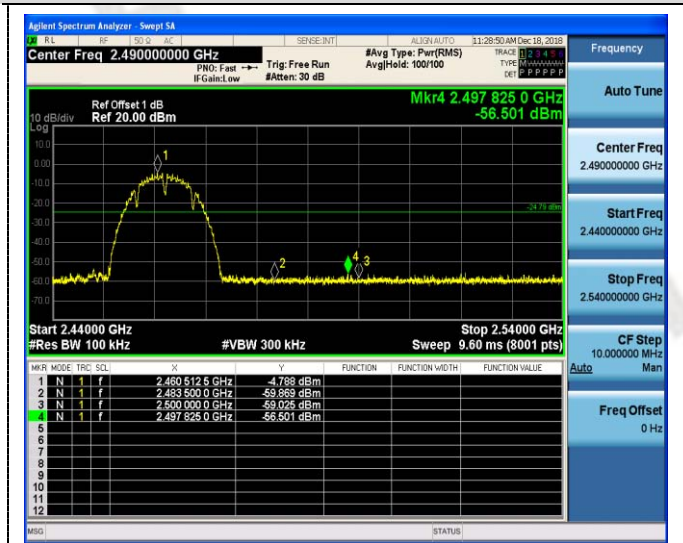 Agilent Spectrum Analyzer - Swept SA
RL RF 50 Ω AC SENSE:INT ALIGN AUTO 11:28:50 AM Dec 18, 2018
Center Freq 2.490000000 GHz
PNO: Fast
IFGain:Low
Trig: Free Run
#Atten: 30 dB
#Avg Type: Pwr(RMS)
Avg|Hold: 100/100
TRACE 1 2 3 4 5 6
TYPE
DET P P P P P P
Frequency
Ref Offset 1 dB
10 dB/div Ref 20.00 dBm
Log
Mkr4 2.497 825 0 GHz
-56.501 dBm
10.0
0.00
-10.0
-20.0
-30.0
-40.0
-50.0
-60.0
-70.0
1
2
4
3
-24.79 dBm
Start 2.44000 GHz Stop 2.54000 GHz
#Res BW 100 kHz #VBW 300 kHz Sweep 9.60 ms (8001 pts)
MKR MODE TRC SCL X Y FUNCTION FUNCTION WIDTH FUNCTION VALUE
1 N 1 f 2.460 512 5 GHz -4.788 dBm
2 N 1 f 2.483 500 0 GHz -59.869 dBm
3 N 1 f 2.500 000 0 GHz -59.025 dBm
4 N 1 f 2.497 825 0 GHz -56.501 dBm
5
6
7
8
9
10
11
12
MSG STATUS
Auto Tune
Center Freq
2.490000000 GHz
Start Freq
2.440000000 GHz
Stop Freq
2.540000000 GHz
CF Step
10.000000 MHz
Auto Man
Freq Offset
0 Hz